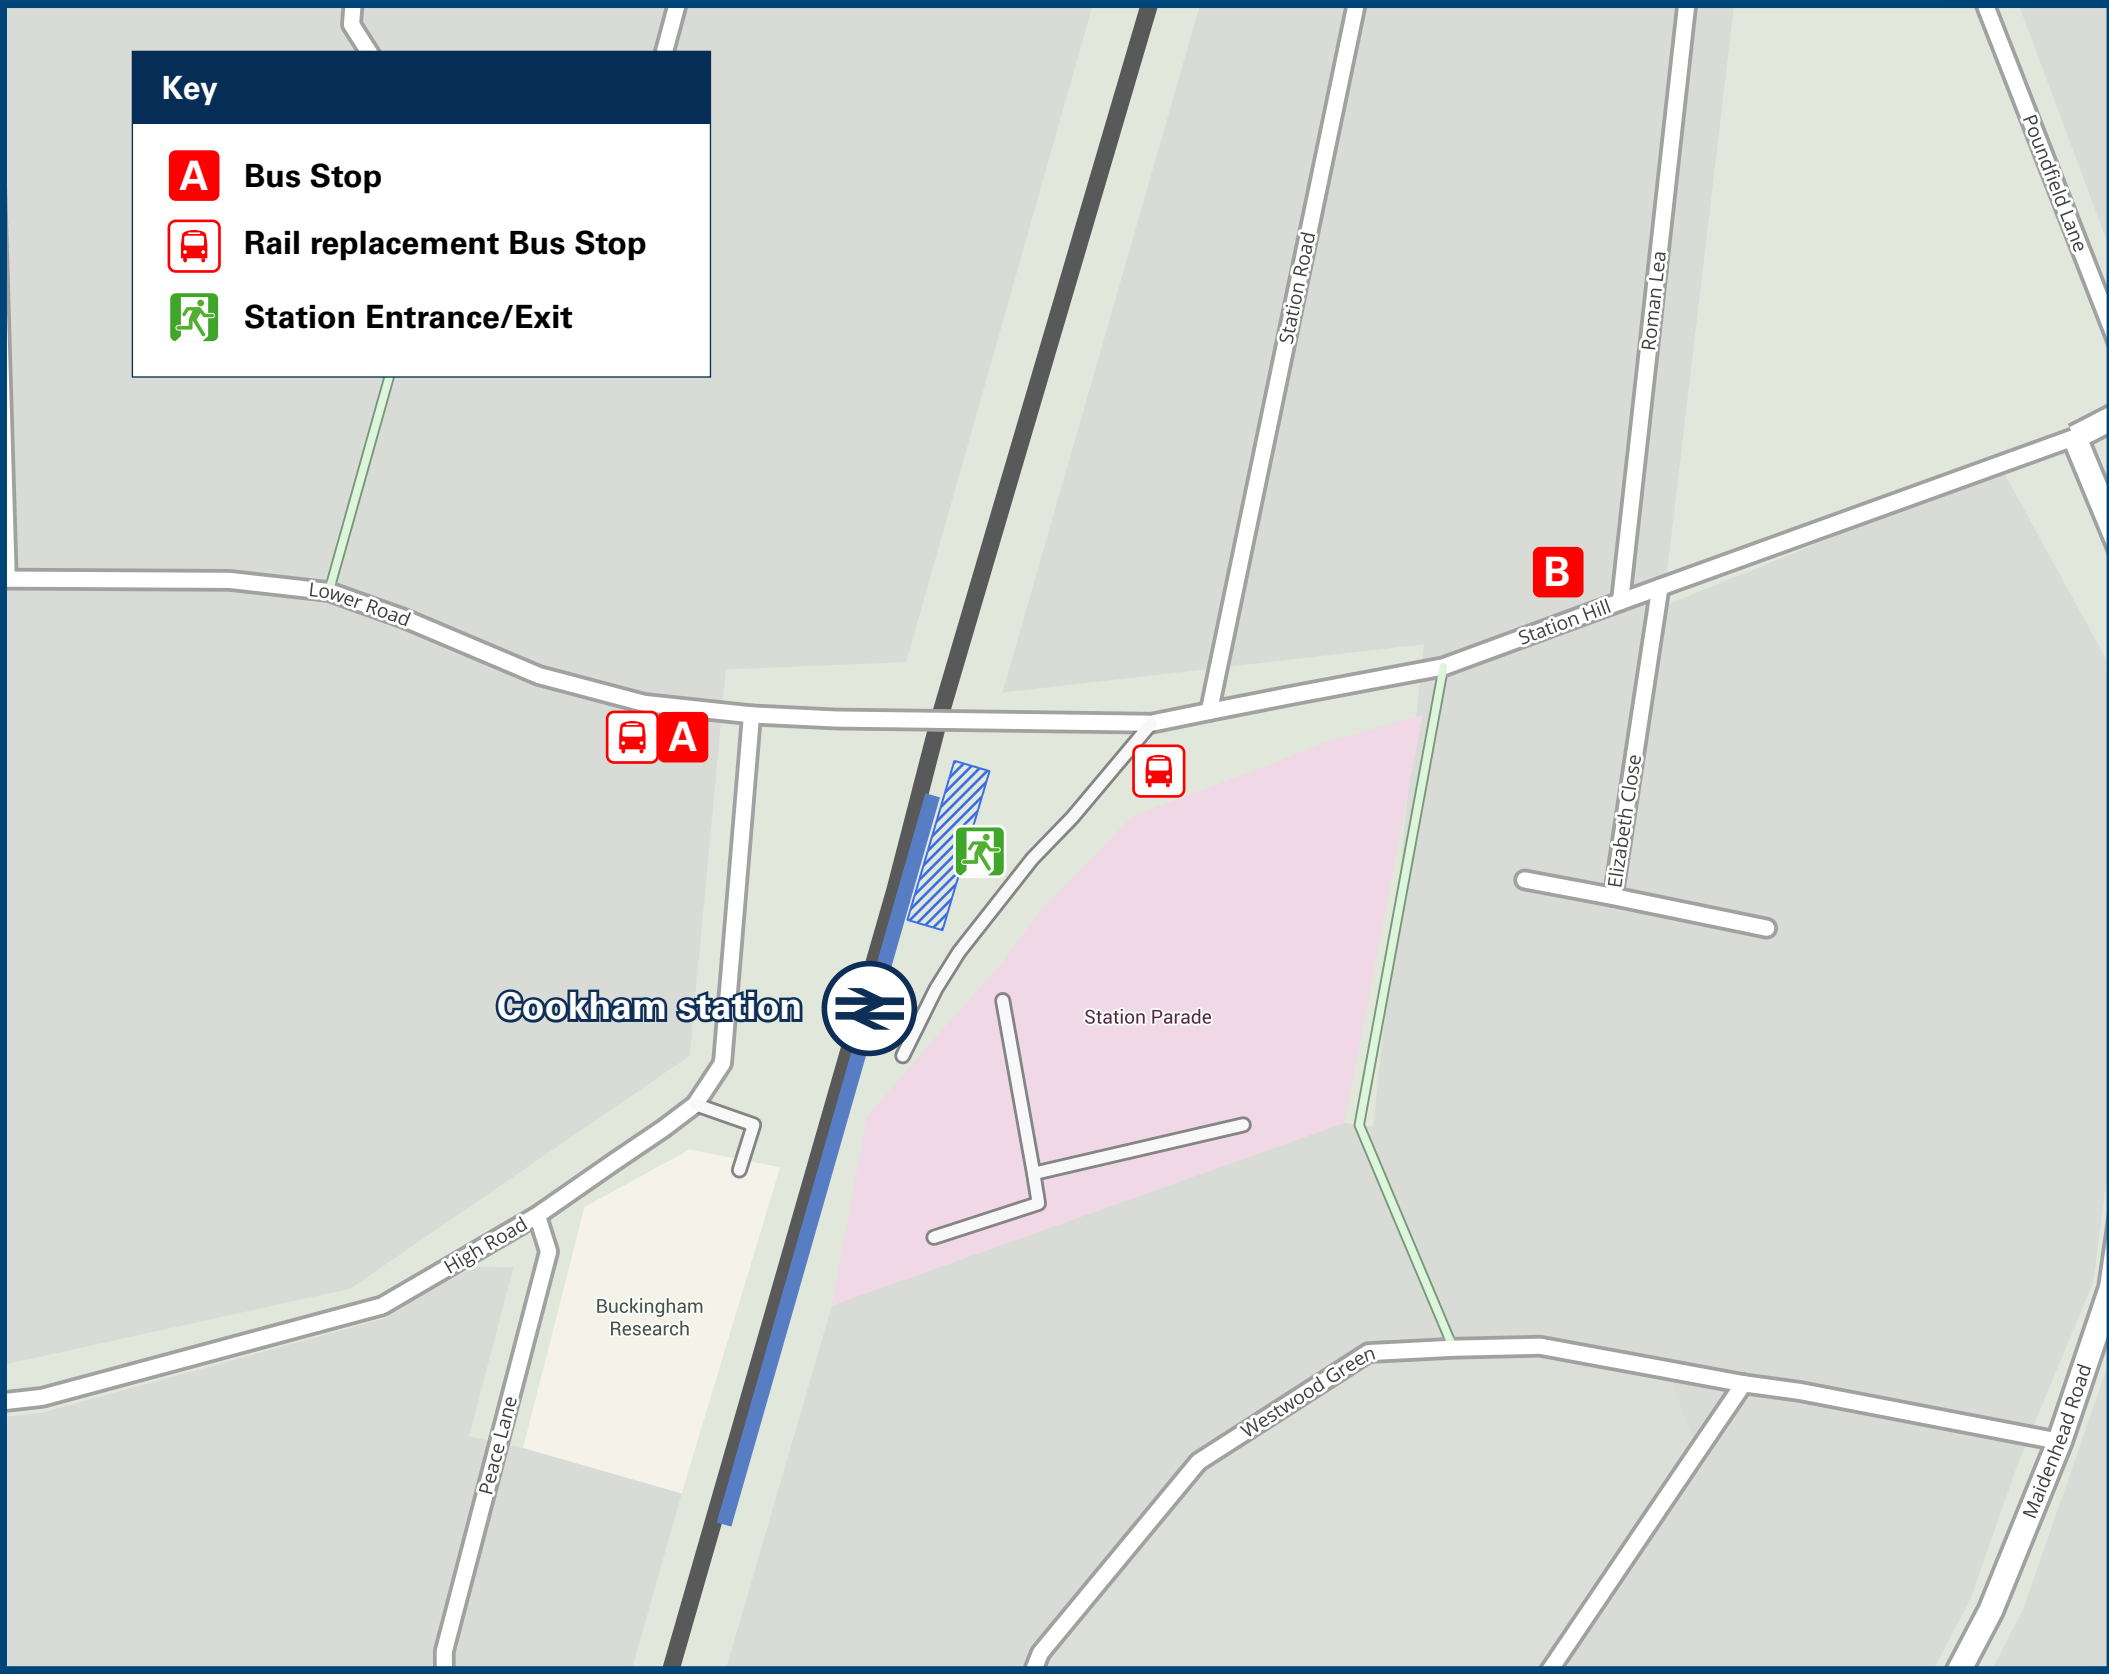 Key
A Bus Stop
Rail replacement Bus Stop
Station Entrance/Exit
Poundfield Lane
Station Road
Roman Lea
B
Lower Road
Station Hill
A
Elizabeth Close
Cookham station
Station Parade
High Road
Buckingham
Research
Peace Lane
Westwood Green
Maidenhead Road